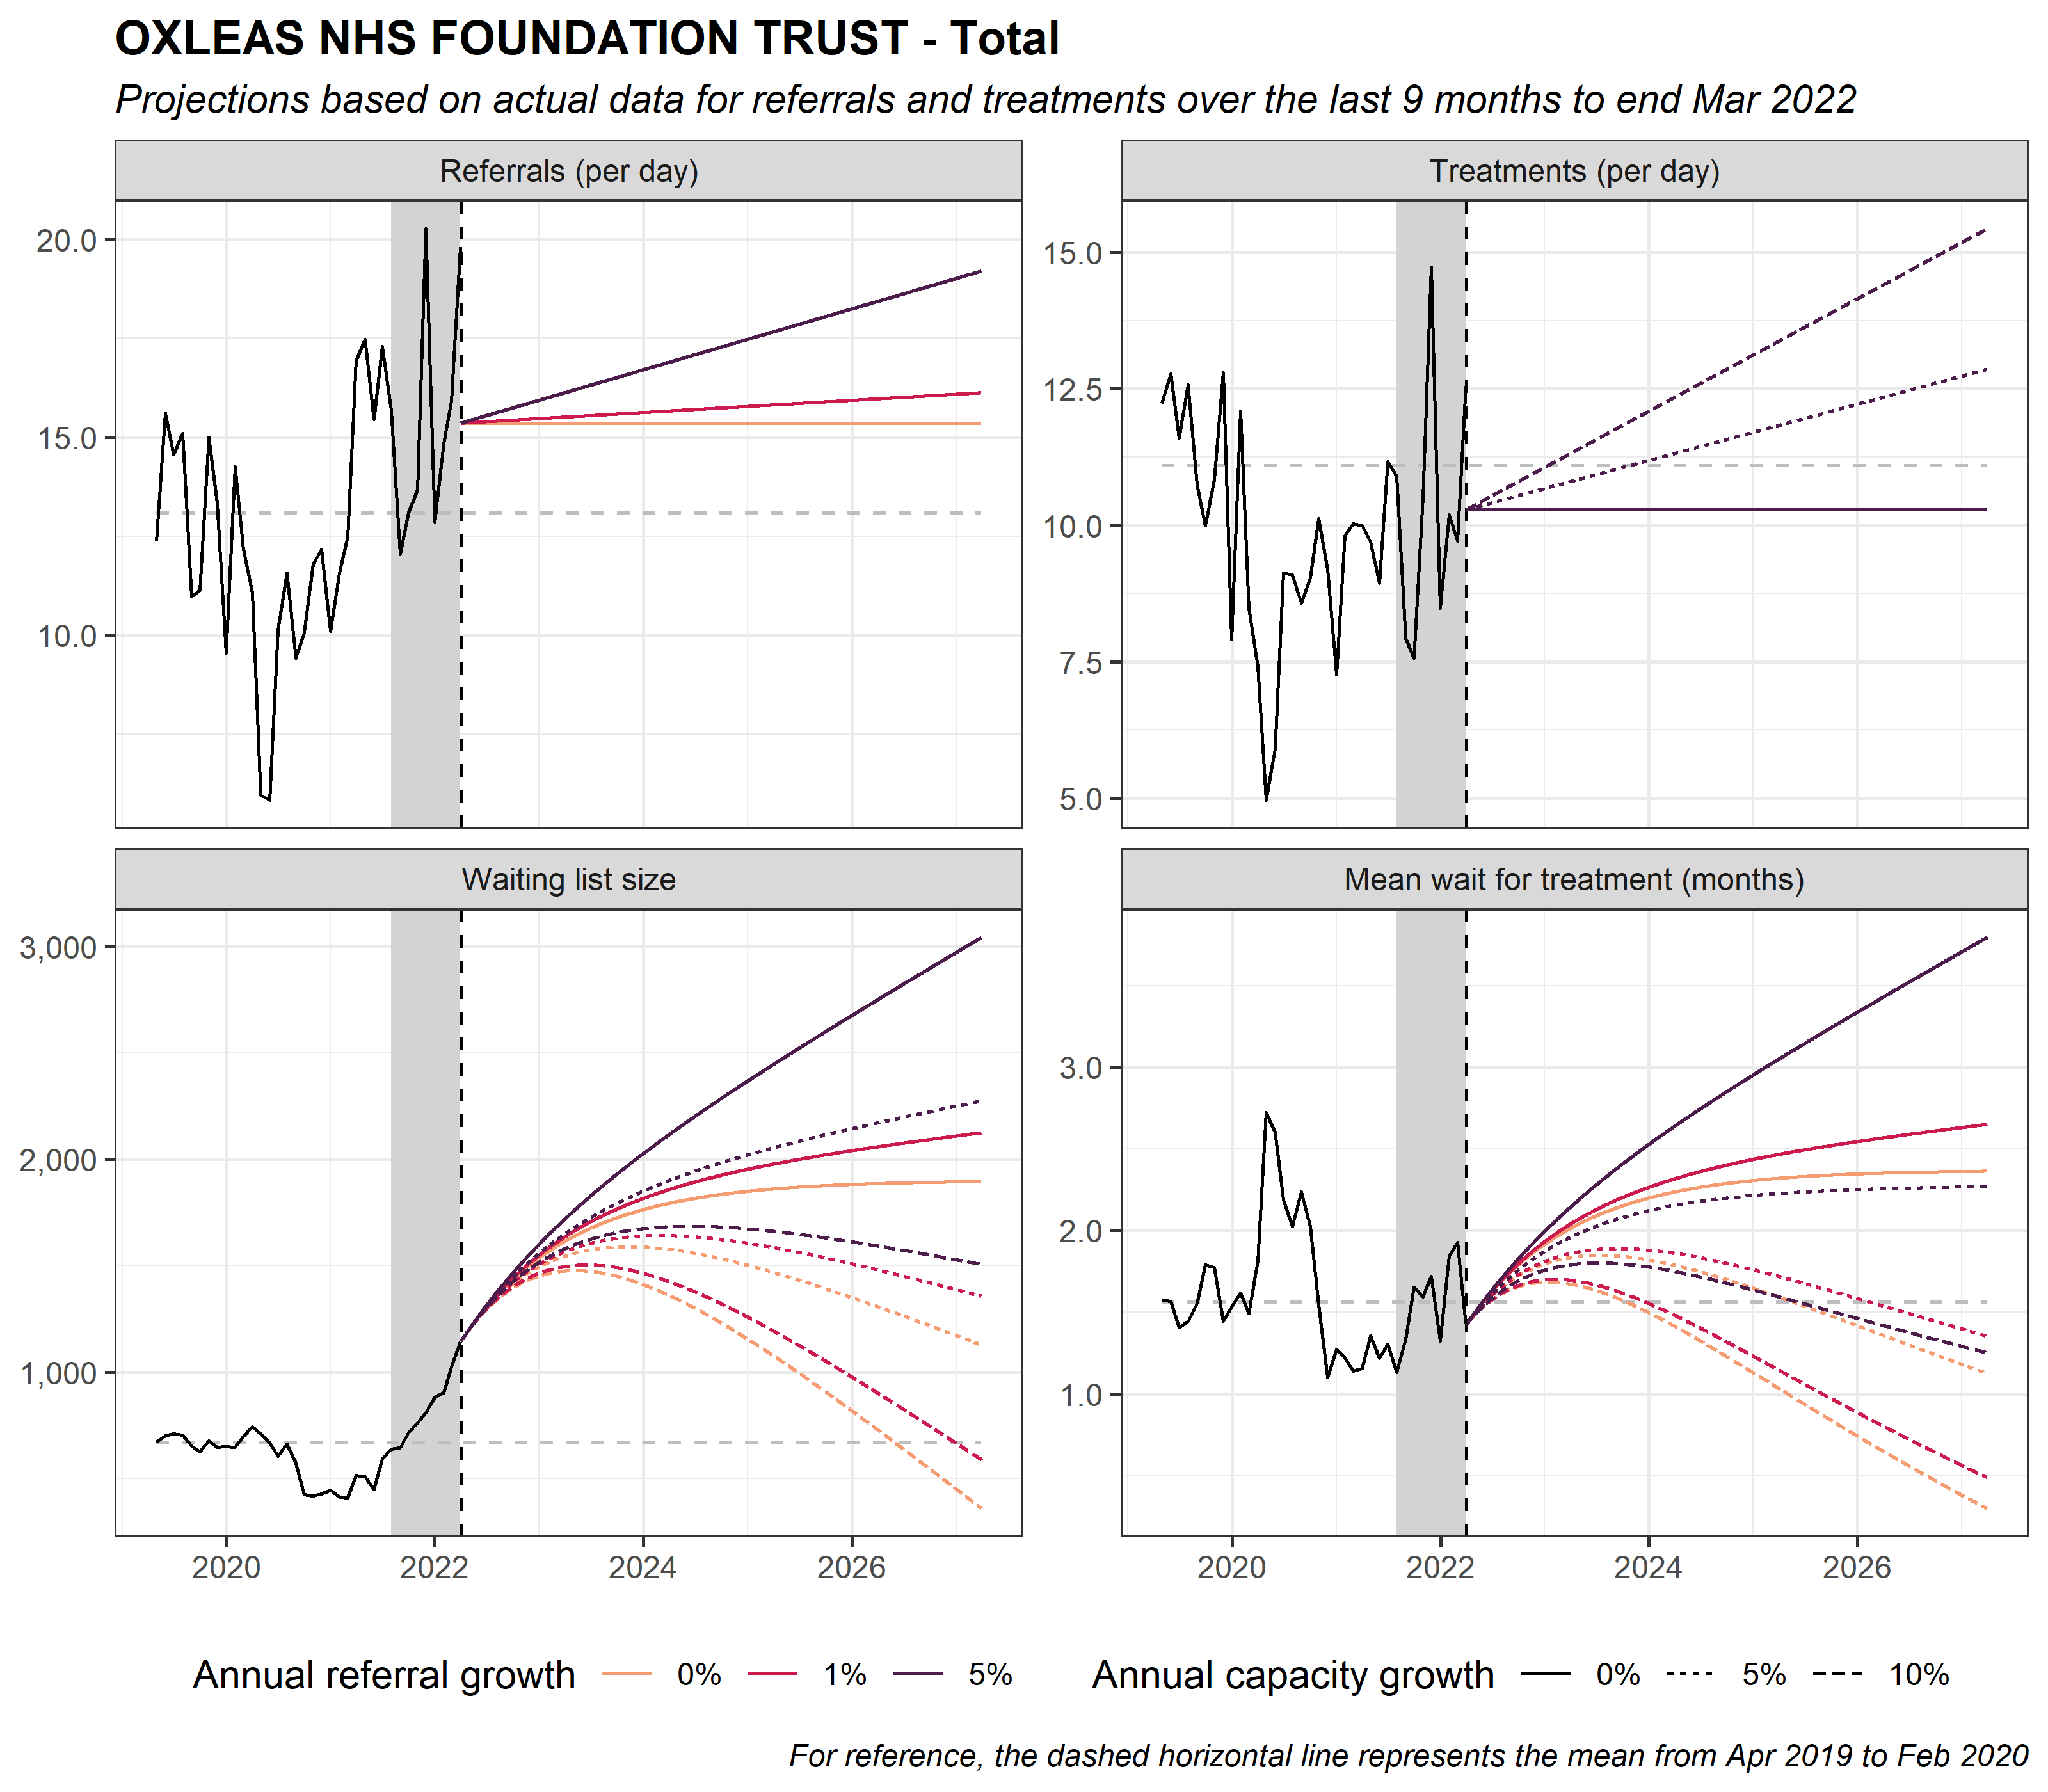 OXLEAS NHS FOUNDATION TRUST - Total
Projections based on actual data for referrals and treatments over the last 9 months to end Mar 2022
Referrals (per day)
20.0
15.0
10.0
Treatments (per day)
15.0
12.5
10.0
7.5
5.0
Waiting list size
3,000
2,000
1,000
2020 2022 2024 2026
Mean wait for treatment (months)
3.0
2.0
1.0
2020 2022 2024 2026
Annual referral growth 0% 1% 5%
Annual capacity growth 0% 5% 10%
For reference, the dashed horizontal line represents the mean from Apr 2019 to Feb 2020